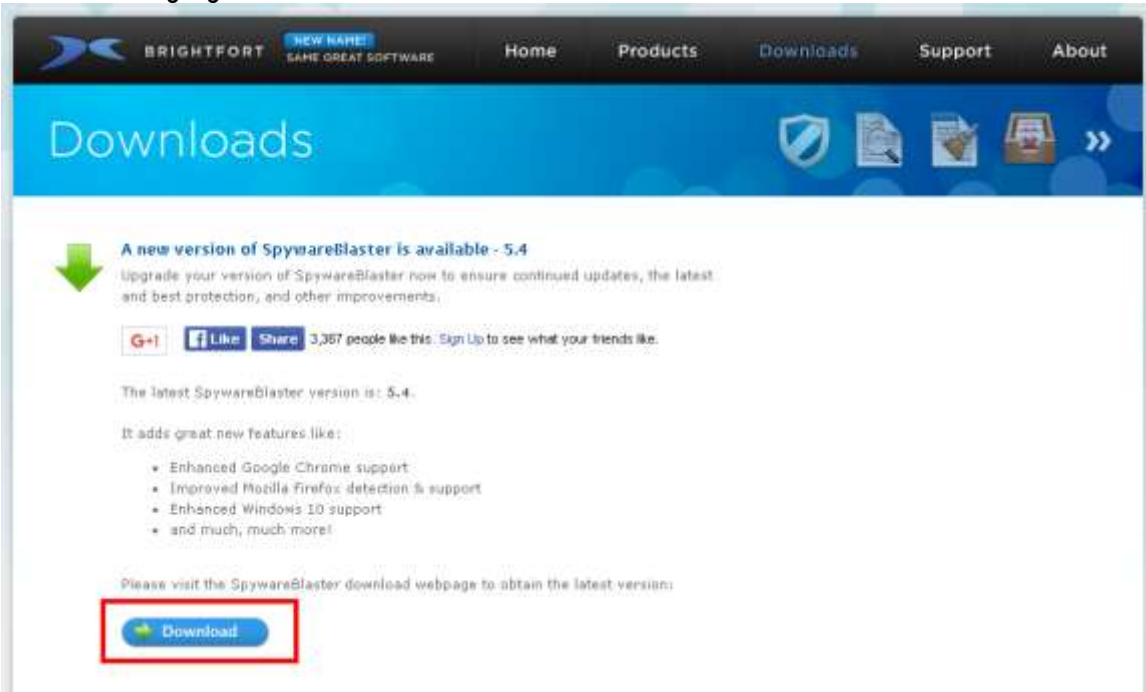 BRIGHTFORT
NEW NAME!
SAME GREAT SOFTWARE
Home Products Downloads Support About
Downloads
»
A new version of SpywareBlaster is available - 5.4
Upgrade your version of SpywareBlaster now to ensure continued updates, the latest
and best protection, and other improvements.
G+1 Like Share 3,367 people like this. Sign Up to see what your friends like.
The latest SpywareBlaster version is: 5.4.
It adds great new features like:
• Enhanced Google Chrome support
• Improved Mozilla Firefox detection & support
• Enhanced Windows 10 support
• and much, much more!
Please visit the SpywareBlaster download webpage to obtain the latest version:
Download